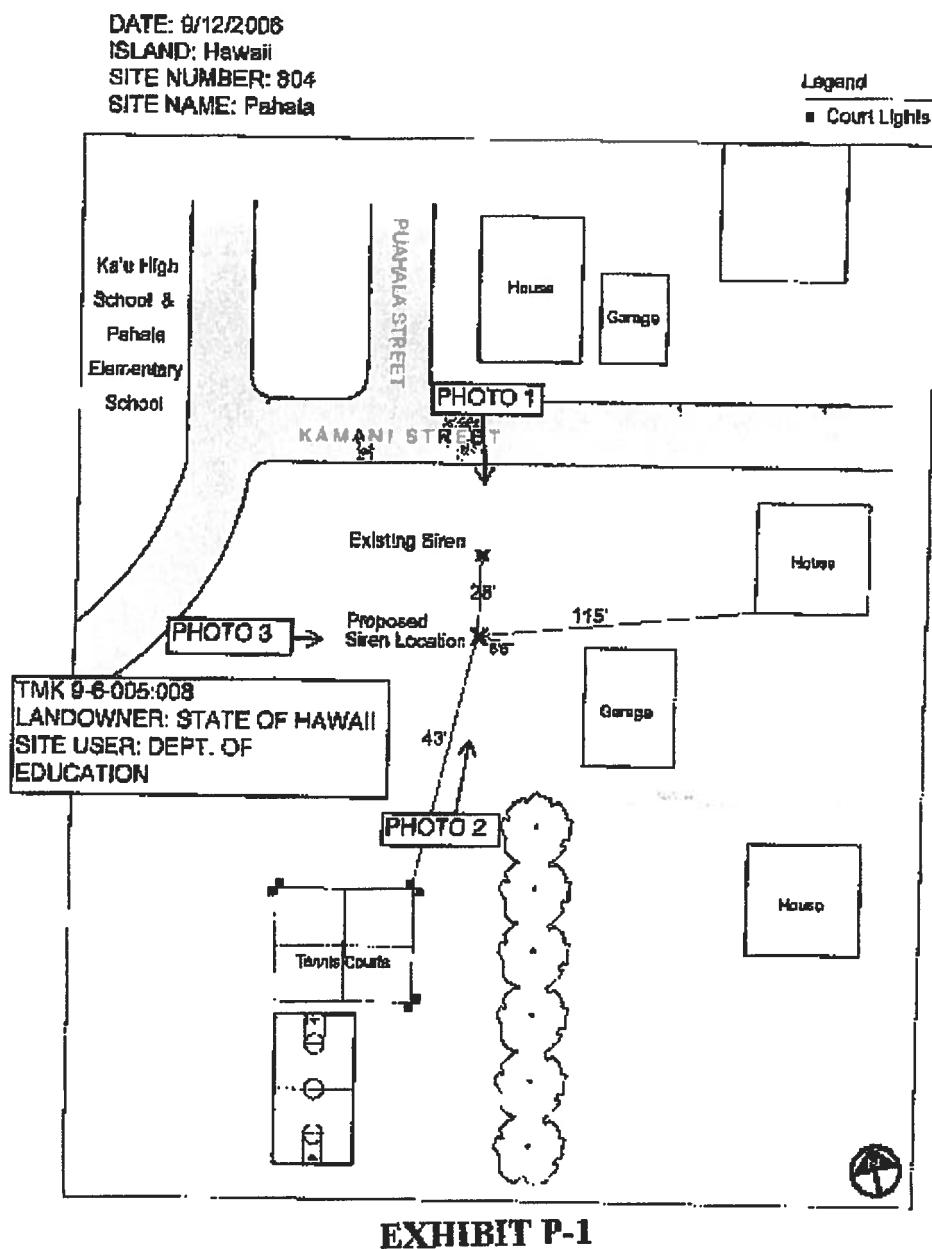 DATE: 9/12/2006
ISLAND: Hawaii
SITE NUMBER: 804
SITE NAME: Pahala
Legend
Court Lights
Ka'u High
School &
Pahala
Elementary
School
PUAHALA STREET
House
Garage
PHOTO 1
KAMANI STREET
Existing Siren
House
Proposed
Siren Location
115'
PHOTO 3
TMK 9-6-005:008
LANDOWNER: STATE OF HAWAII
SITE USER: DEPT. OF
EDUCATION
Garage
43'
PHOTO 2
House
Tennis Courts
EXHIBIT P-1